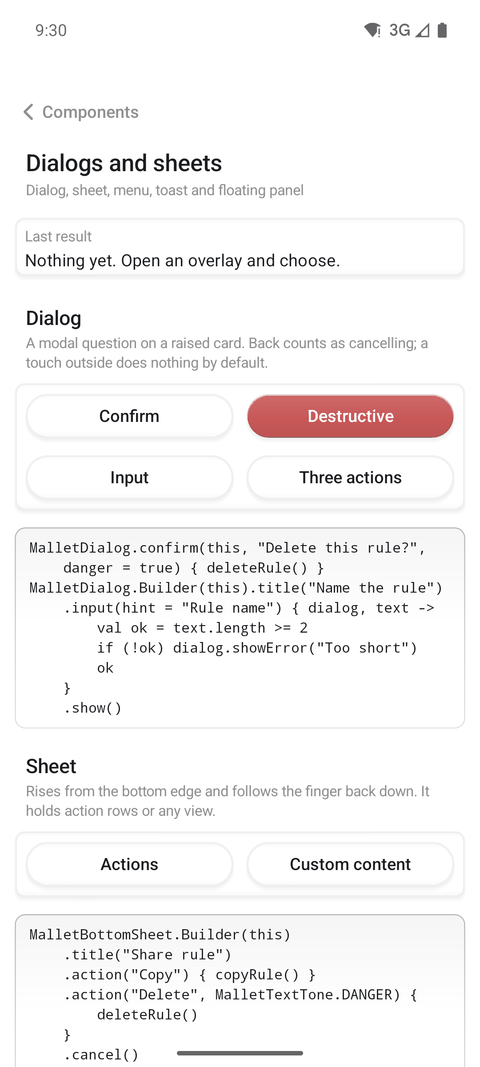 9:30
3G
Components
Dialogs and sheets
Dialog, sheet, menu, toast and floating panel
Last result
Nothing yet. Open an overlay and choose.
Dialog
A modal question on a raised card. Back counts as cancelling; a
touch outside does nothing by default.
Confirm
Destructive
Input
Three actions
MalletDialog.confirm(this, "Delete this rule?",
    danger = true) { deleteRule() }
MalletDialog.Builder(this).title("Name the rule")
    .input(hint = "Rule name") { dialog, text ->
        val ok = text.length >= 2
        if (!ok) dialog.showError("Too short")
        ok
    }
    .show()
Sheet
Rises from the bottom edge and follows the finger back down. It
holds action rows or any view.
Actions
Custom content
MalletBottomSheet.Builder(this)
    .title("Share rule")
    .action("Copy") { copyRule() }
    .action("Delete", MalletTextTone.DANGER) {
        deleteRule()
    }
    .cancel()